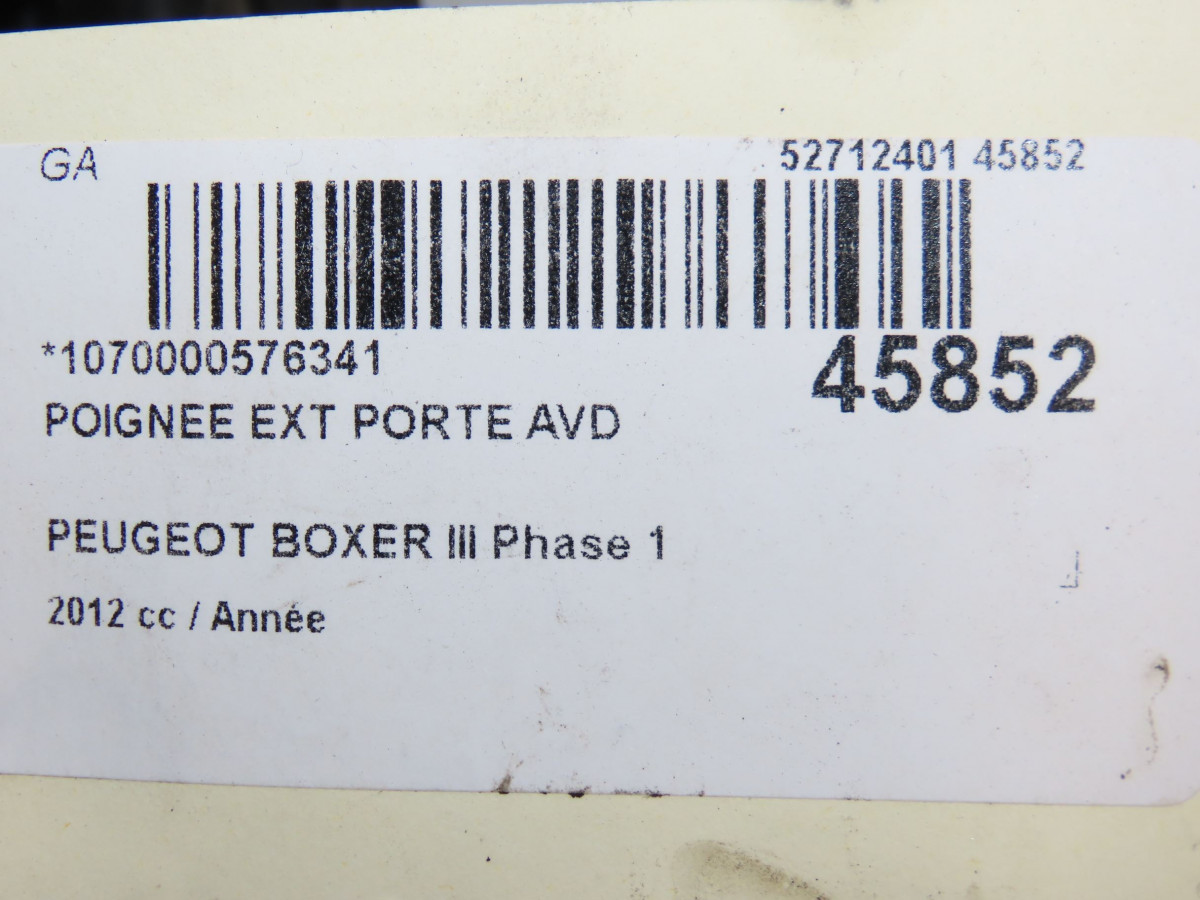 GA
52712401 45852
*1070000576341
45852
POIGNEE EXT PORTE AVD
PEUGEOT BOXER III Phase 1
2012 cc / Année